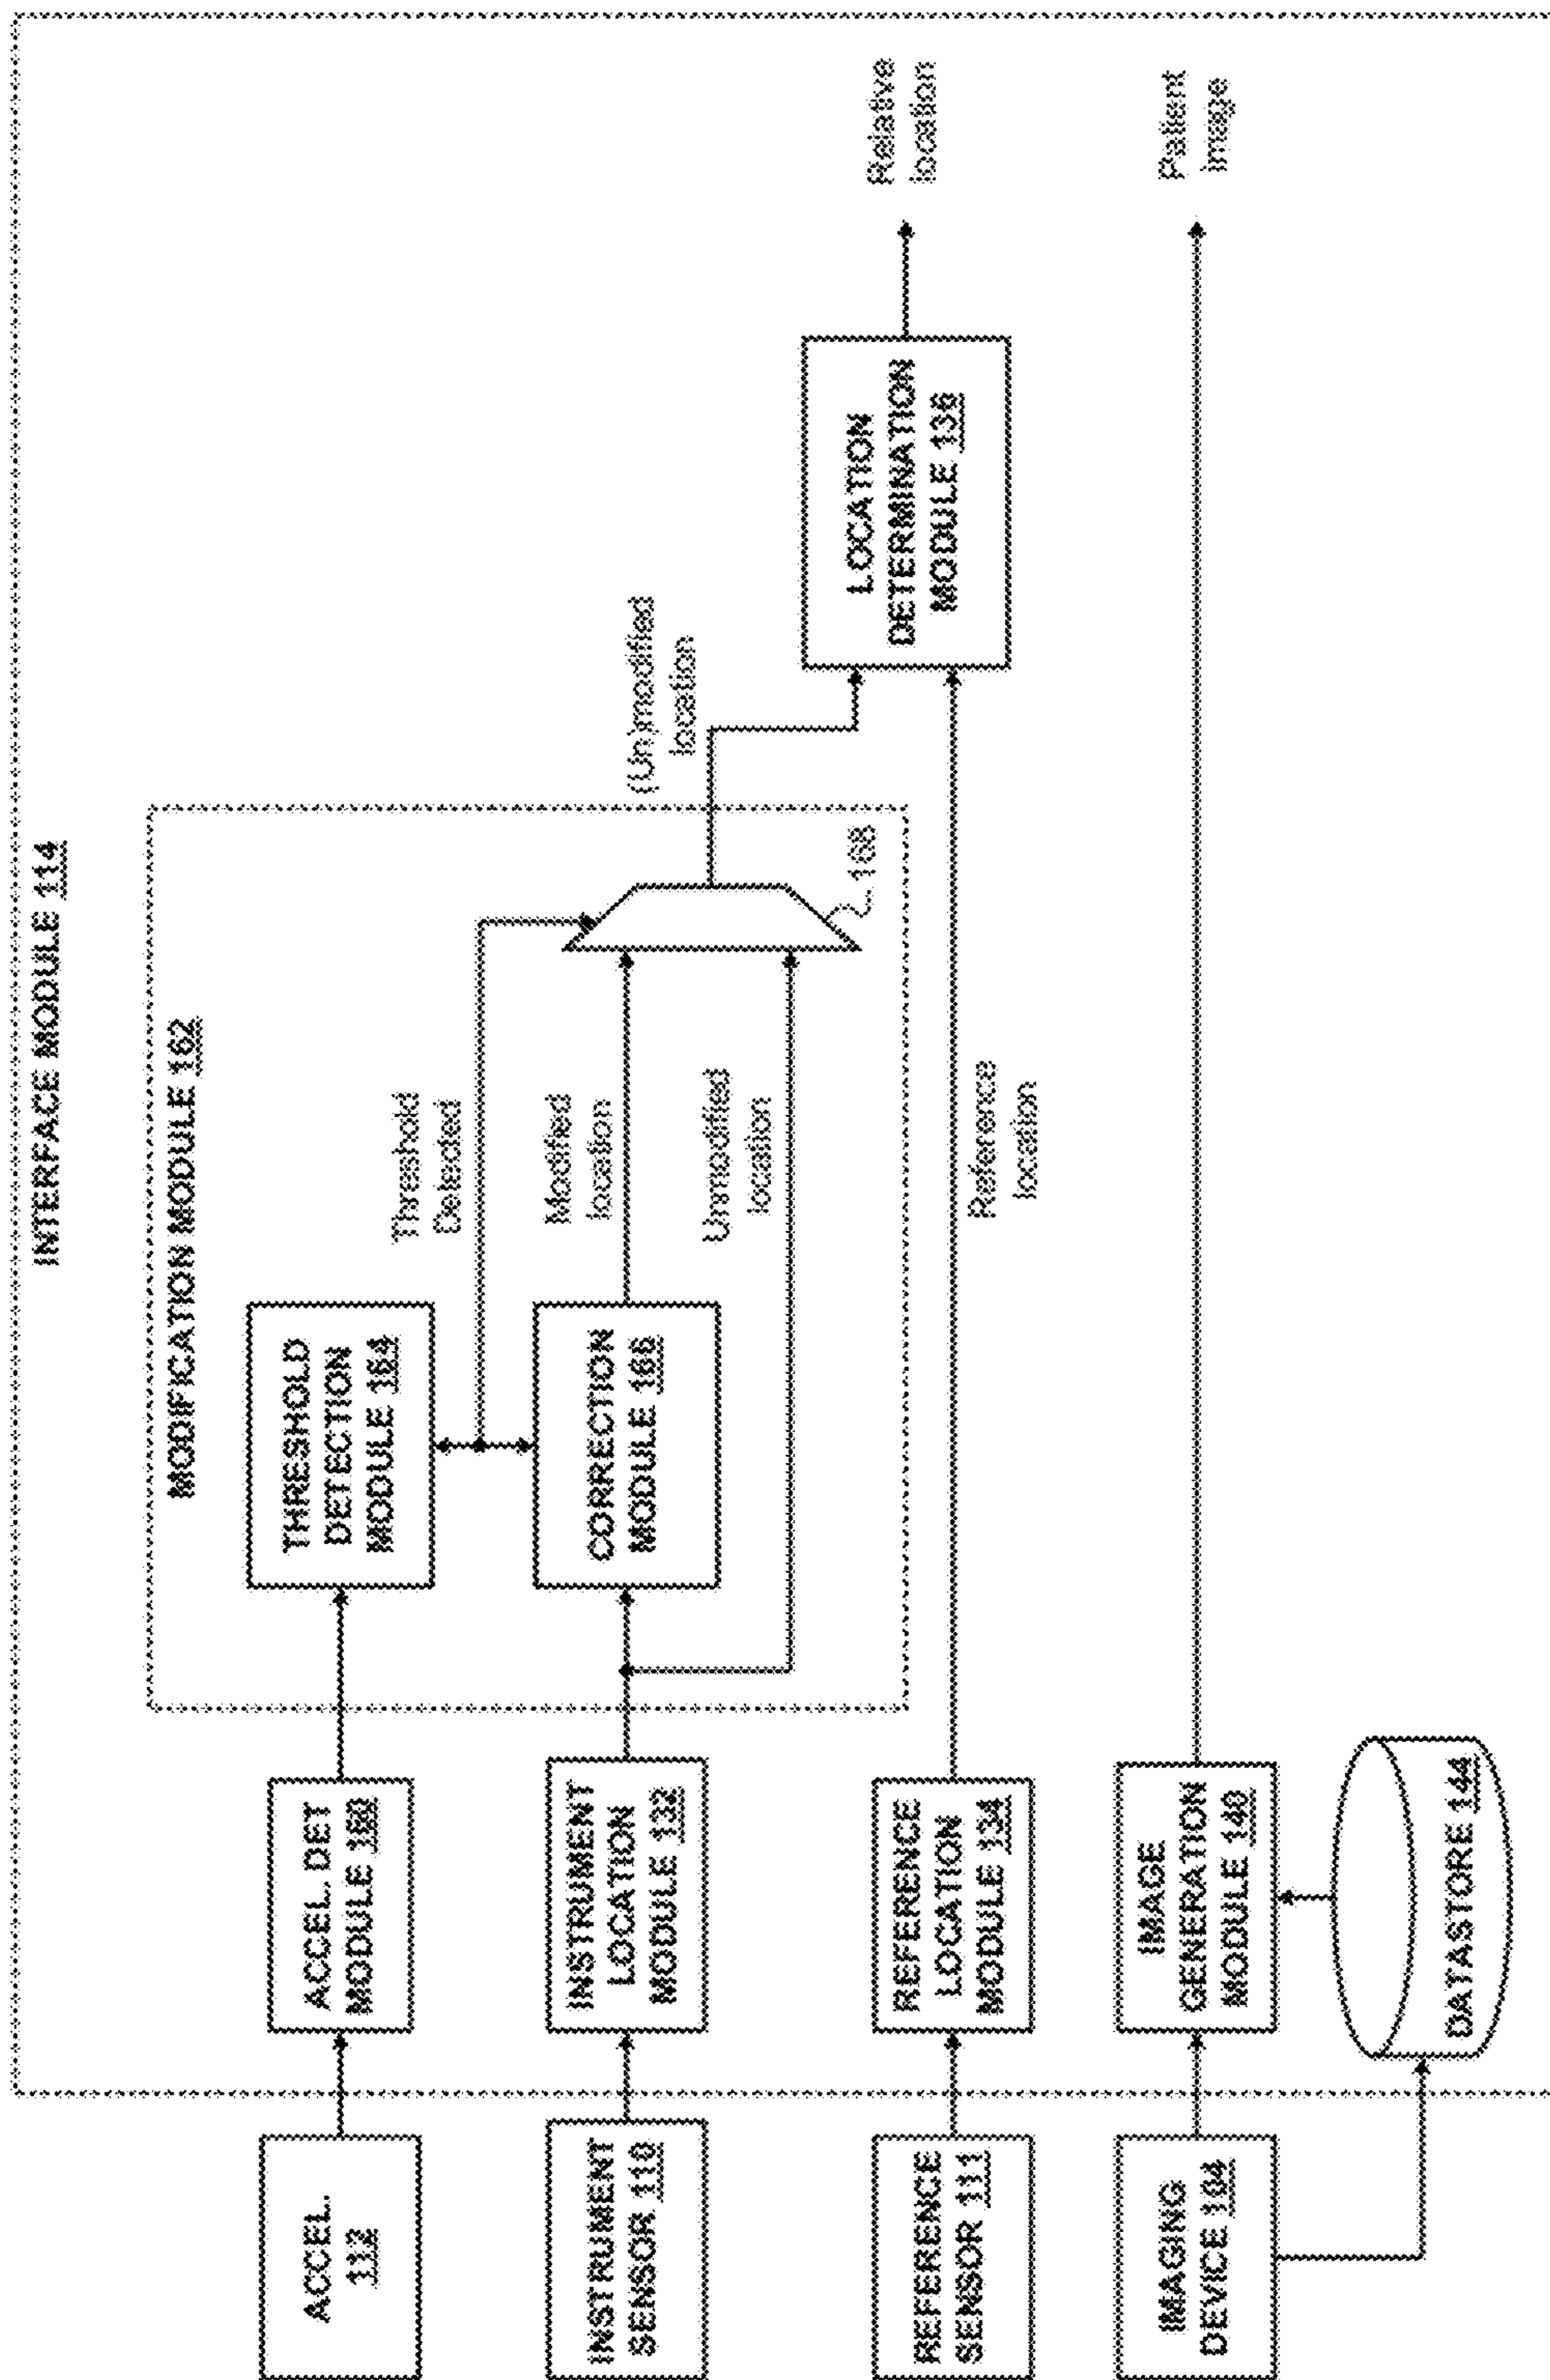 INTERFACE MODULE 114
MODIFICATION MODULE 162
ACCEL.
112
ACCEL. DET
MODULE 160
THRESHOLD
DETECTION
MODULE 164
Threshold
Deleded
INSTRUMENT
SENSOR 110
INSTRUMENT
LOCATION
MODULE 132
CORRECTION
MODULE 166
Modified
location
Unmodified
location
168
(Un)modified
location
REFERENCE
SENSOR 111
REFERENCE
LOCATION
MODULE 134
Reference
location
LOCATION
DETERMINATION
MODULE 136
Relative
location
IMAGING
DEVICE 104
IMAGE
GENERATION
MODULE 140
Patient
image
DATASTORE 144